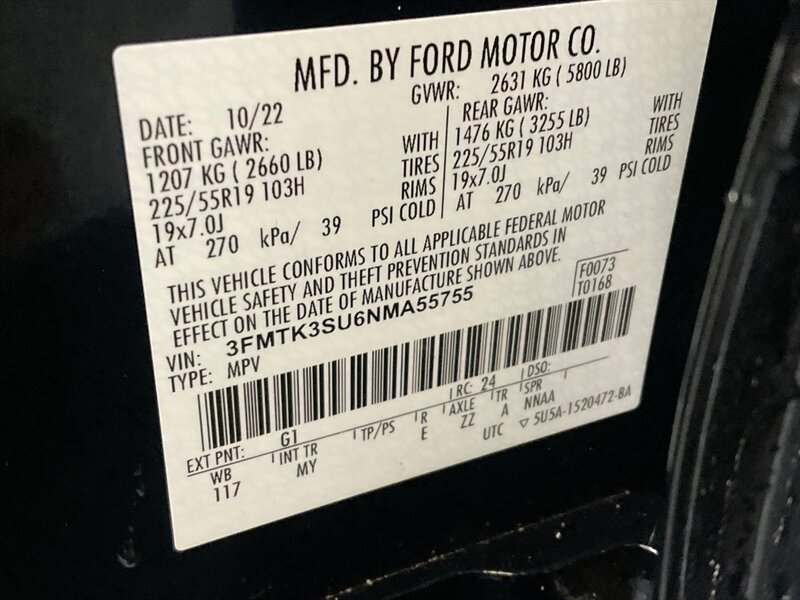 MFD. BY FORD MOTOR CO.
DATE: 10/22 GVWR: 2631 KG ( 5800 LB)
FRONT GAWR: REAR GAWR:
1207 KG ( 2660 LB) WITH 1476 KG ( 3255 LB) WITH
225/55R19 103H TIRES 225/55R19 103H TIRES
19x7.0J RIMS 19x7.0J RIMS
AT 270 kPa/ 39 PSI COLD AT 270 kPa/ 39 PSI COLD
THIS VEHICLE CONFORMS TO ALL APPLICABLE FEDERAL MOTOR
VEHICLE SAFETY AND THEFT PREVENTION STANDARDS IN
EFFECT ON THE DATE OF MANUFACTURE SHOWN ABOVE.
F0073
T0168
VIN: 3FMTK3SU6NMA55755
TYPE: MPV
RC: 24 DSO:
EXT PNT: G1
WB INT TR TP/PS R AXLE TR SPR
117 MY E ZZ A NNAA
UTC ▽ 5U5A-1520472-BA